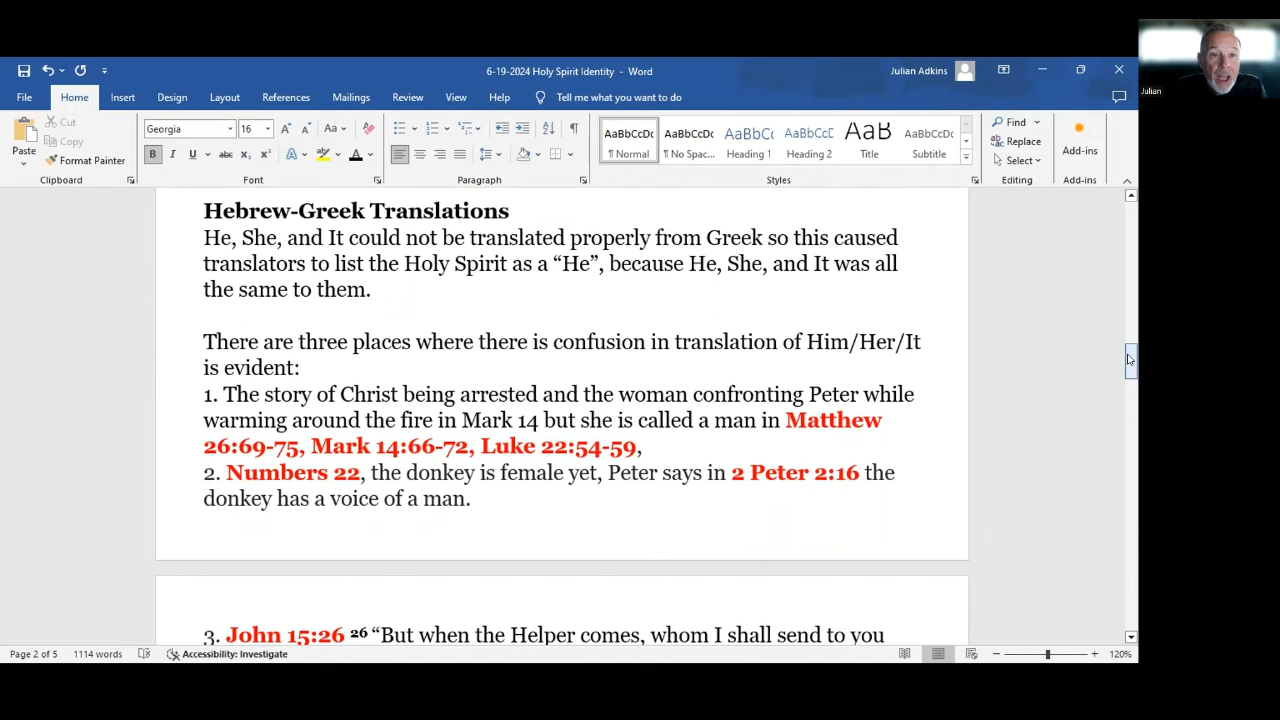 6-19-2024 Holy Spirit Identity - Word
Julian Adkins
File Home Insert Design Layout References Mailings Review View Help Tell me what you want to do
Paste
Cut
Copy
Format Painter
Clipboard
Georgia 16
Font
Paragraph
AaBbCcDc AaBbCcDc AaBbCc AaBbCcD AaB AaBbCcD
¶ Normal ¶ No Spac... Heading 1 Heading 2 Title Subtitle
Styles
Find
Replace
Select
Editing
Add-ins
Add-ins
Julian
Hebrew-Greek Translations
He, She, and It could not be translated properly from Greek so this caused
translators to list the Holy Spirit as a “He”, because He, She, and It was all
the same to them.
There are three places where there is confusion in translation of Him/Her/It
is evident:
1. The story of Christ being arrested and the woman confronting Peter while
warming around the fire in Mark 14 but she is called a man in Matthew
26:69-75, Mark 14:66-72, Luke 22:54-59,
2. Numbers 22, the donkey is female yet, Peter says in 2 Peter 2:16 the
donkey has a voice of a man.
3. John 15:26 26 “But when the Helper comes, whom I shall send to you
Page 2 of 5 1114 words Accessibility: Investigate 120%